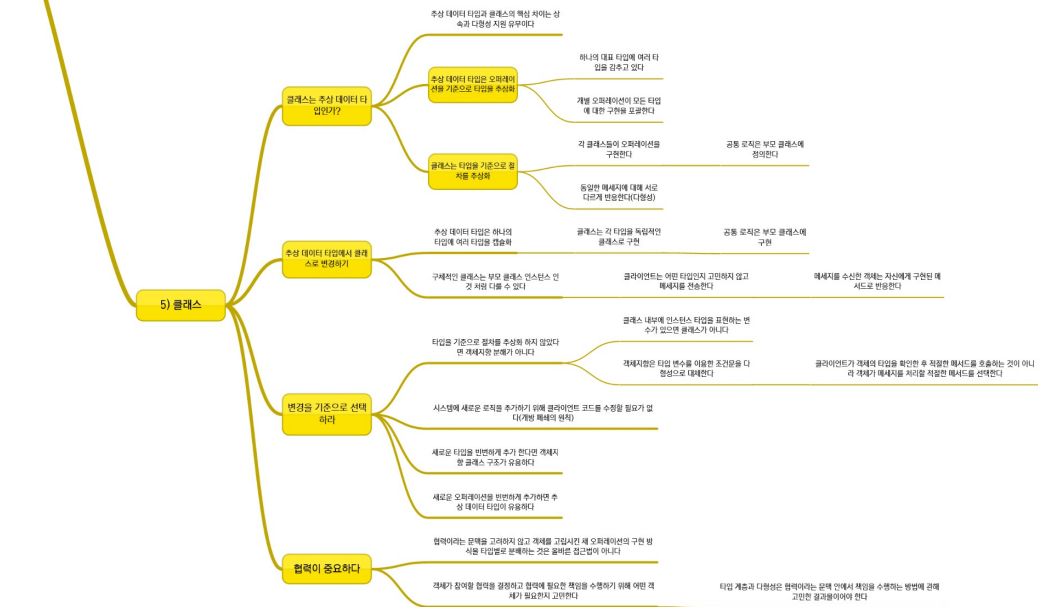 5) 클래스
클래스는 추상 데이터 타
입인가?
추상 데이터 타입과 클래스의 핵심 차이는 상
속과 다형성 지원 유무이다
추상 데이터 타입은 오퍼레이
션을 기준으로 타입을 추상화
하나의 대표 타입에 여러 타
입을 감추고 있다
개별 오퍼레이션이 모든 타입
에 대한 구현을 포괄한다
클래스는 타입을 기준으로 절
차를 추상화
각 클래스들이 오퍼레이션을
구현한다
공통 로직은 부모 클래스에
정의한다
동일한 메세지에 대해 서로
다르게 반응한다(다형성)
추상 데이터 타입에서 클래
스로 변경하기
추상 데이터 타입은 하나의
타입에 여러 타입을 캡슐화
클래스는 각 타입을 독립적인
클래스로 구현
공통 로직은 부모 클래스에
구현
구체적인 클래스는 부모 클래스 인스턴스 인
것 처럼 다룰 수 있다
클라이언트는 어떤 타입인지 고민하지 않고
메세지를 전송한다
메세지를 수신한 객체는 자신에게 구현된 메
서드로 반응한다
변경을 기준으로 선택
하라
타입을 기준으로 절차를 추상화 하지 않았다
면 객체지향 분해가 아니다
클래스 내부에 인스턴스 타입을 표현하는 변
수가 있으면 클래스가 아니다
객체지향은 타입 변수를 이용한 조건문을 다
형성으로 대체한다
클라이언트가 객체의 타입을 확인한 후 적절한 메서드를 호출하는 것이 아니
라 객체가 메세지를 처리할 적절한 메서드를 선택한다
시스템에 새로운 로직을 추가하기 위해 클라이언트 코드를 수정할 필요가 없
다(개방 폐쇄의 원칙)
새로운 타입을 빈번하게 추가 한다면 객체지
향 클래스 구조가 유용하다
새로운 오퍼레이션을 빈번하게 추가하면 추
상 데이터 타입이 유용하다
협력이 중요하다
협력이라는 문맥을 고려하지 않고 객체를 고립시킨 채 오퍼레이션의 구현 방
식을 타입별로 분배하는 것은 올바른 접근법이 아니다
객체가 참여할 협력을 결정하고 협력에 필요한 책임을 수행하기 위해 어떤 객
체가 필요한지 고민한다
타입 계층과 다형성은 협력이라는 문맥 안에서 책임을 수행하는 방법에 관해
고민한 결과물이어야 한다